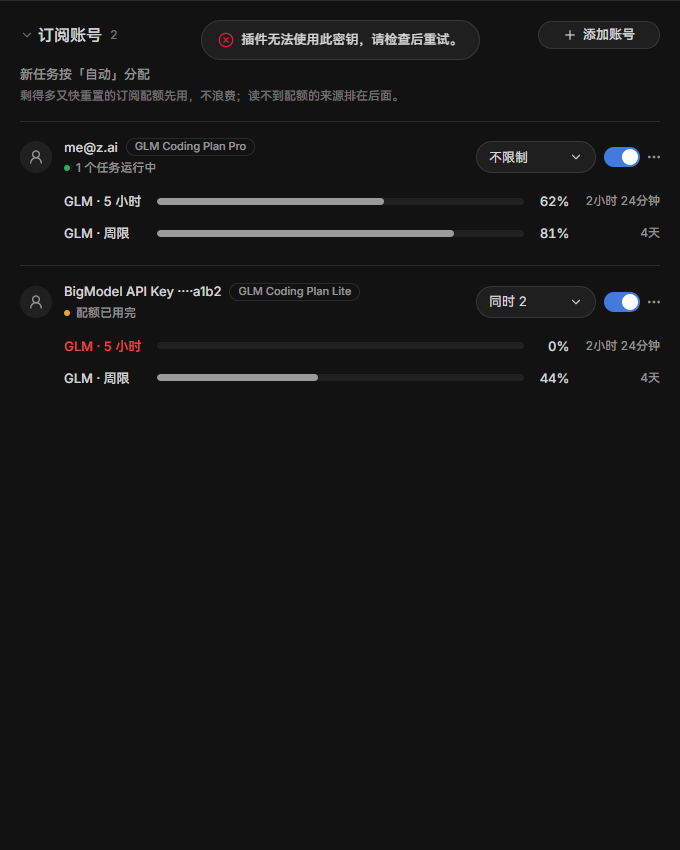 订阅账号 2
插件无法使用此密钥，请检查后重试。
添加账号
新任务按「自动」分配
剩得多又快重置的订阅配额先用，不浪费；读不到配额的来源排在后面。
me@z.ai GLM Coding Plan Pro
1 个任务运行中
不限制
GLM · 5 小时 62% 2小时 24分钟
GLM · 周限 81% 4天
BigModel API Key ····a1b2 GLM Coding Plan Lite
配额已用完
同时 2
GLM · 5 小时 0% 2小时 24分钟
GLM · 周限 44% 4天